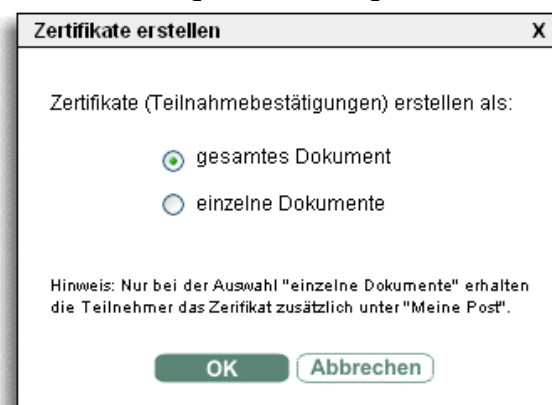 Zertifikate erstellen X
Zertifikate (Teilnahmebestätigungen) erstellen als:
gesamtes Dokument
einzelne Dokumente
Hinweis: Nur bei der Auswahl "einzelne Dokumente" erhalten
die Teilnehmer das Zerifikat zusätzlich unter "Meine Post".
OK Abbrechen